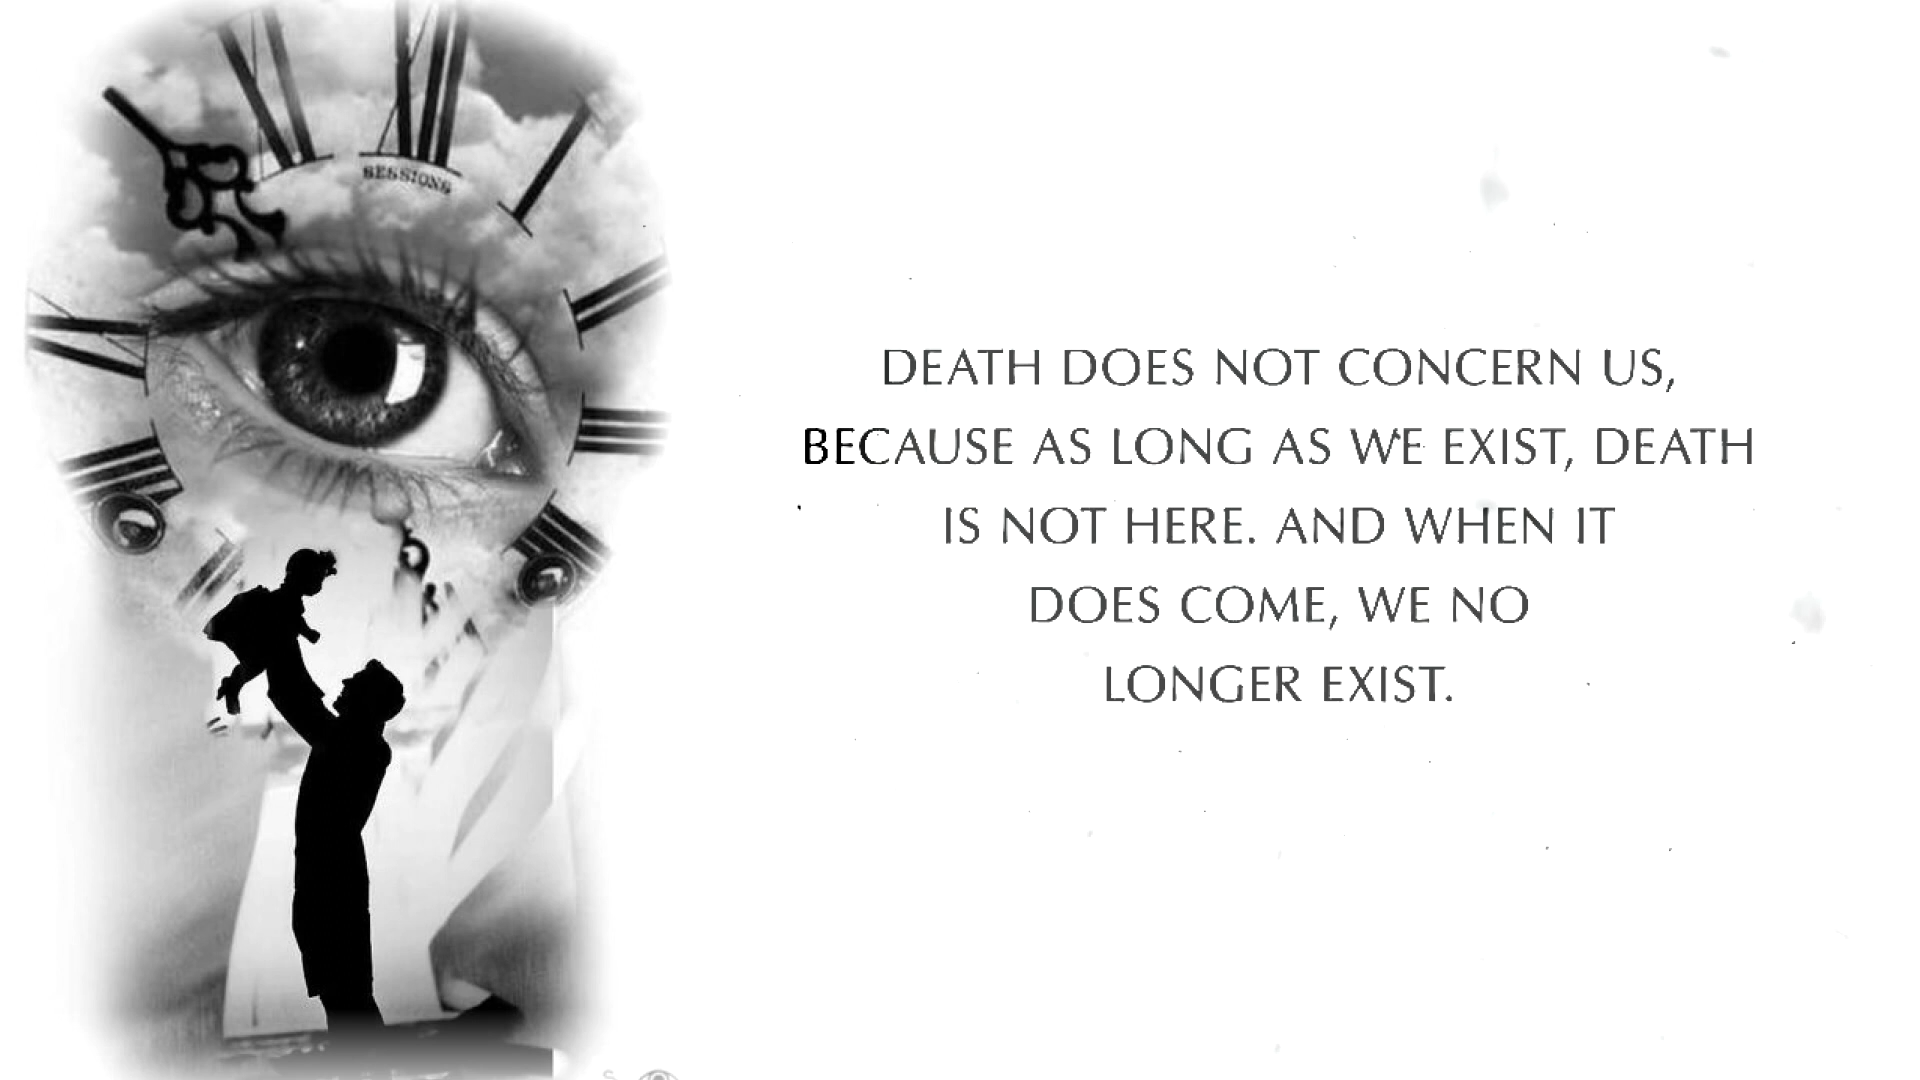 SESSIONS
DEATH DOES NOT CONCERN US,
BECAUSE AS LONG AS WE EXIST, DEATH
IS NOT HERE. AND WHEN IT
DOES COME, WE NO
LONGER EXIST.